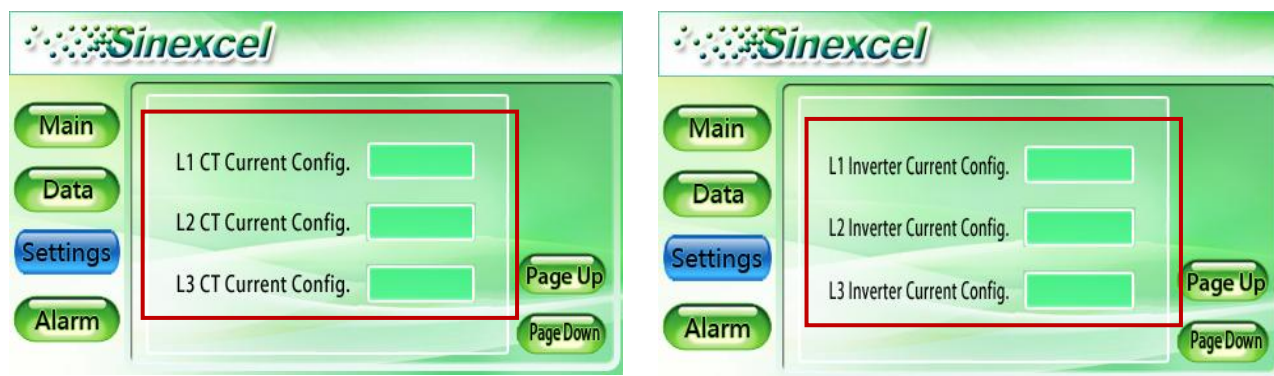 Sinexcel
Main
Data
Settings
Alarm
L1 CT Current Config.
L2 CT Current Config.
L3 CT Current Config.
Page Up
Page Down
Sinexcel
Main
Data
Settings
Alarm
L1 Inverter Current Config.
L2 Inverter Current Config.
L3 Inverter Current Config.
Page Up
Page Down